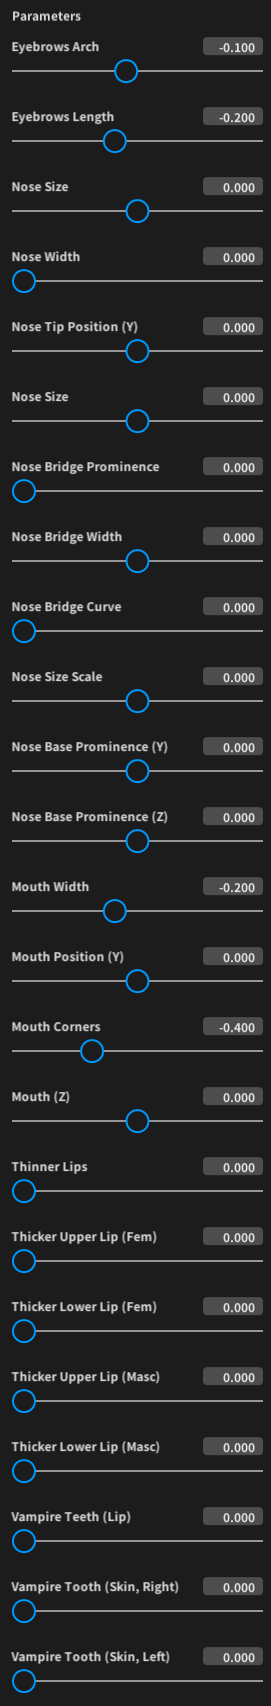 Parameters
Eyebrows Arch -0.100
Eyebrows Length -0.200
Nose Size 0.000
Nose Width 0.000
Nose Tip Position (Y) 0.000
Nose Size 0.000
Nose Bridge Prominence 0.000
Nose Bridge Width 0.000
Nose Bridge Curve 0.000
Nose Size Scale 0.000
Nose Base Prominence (Y) 0.000
Nose Base Prominence (Z) 0.000
Mouth Width -0.200
Mouth Position (Y) 0.000
Mouth Corners -0.400
Mouth (Z) 0.000
Thinner Lips 0.000
Thicker Upper Lip (Fem) 0.000
Thicker Lower Lip (Fem) 0.000
Thicker Upper Lip (Masc) 0.000
Thicker Lower Lip (Masc) 0.000
Vampire Teeth (Lip) 0.000
Vampire Tooth (Skin, Right) 0.000
Vampire Tooth (Skin, Left) 0.000